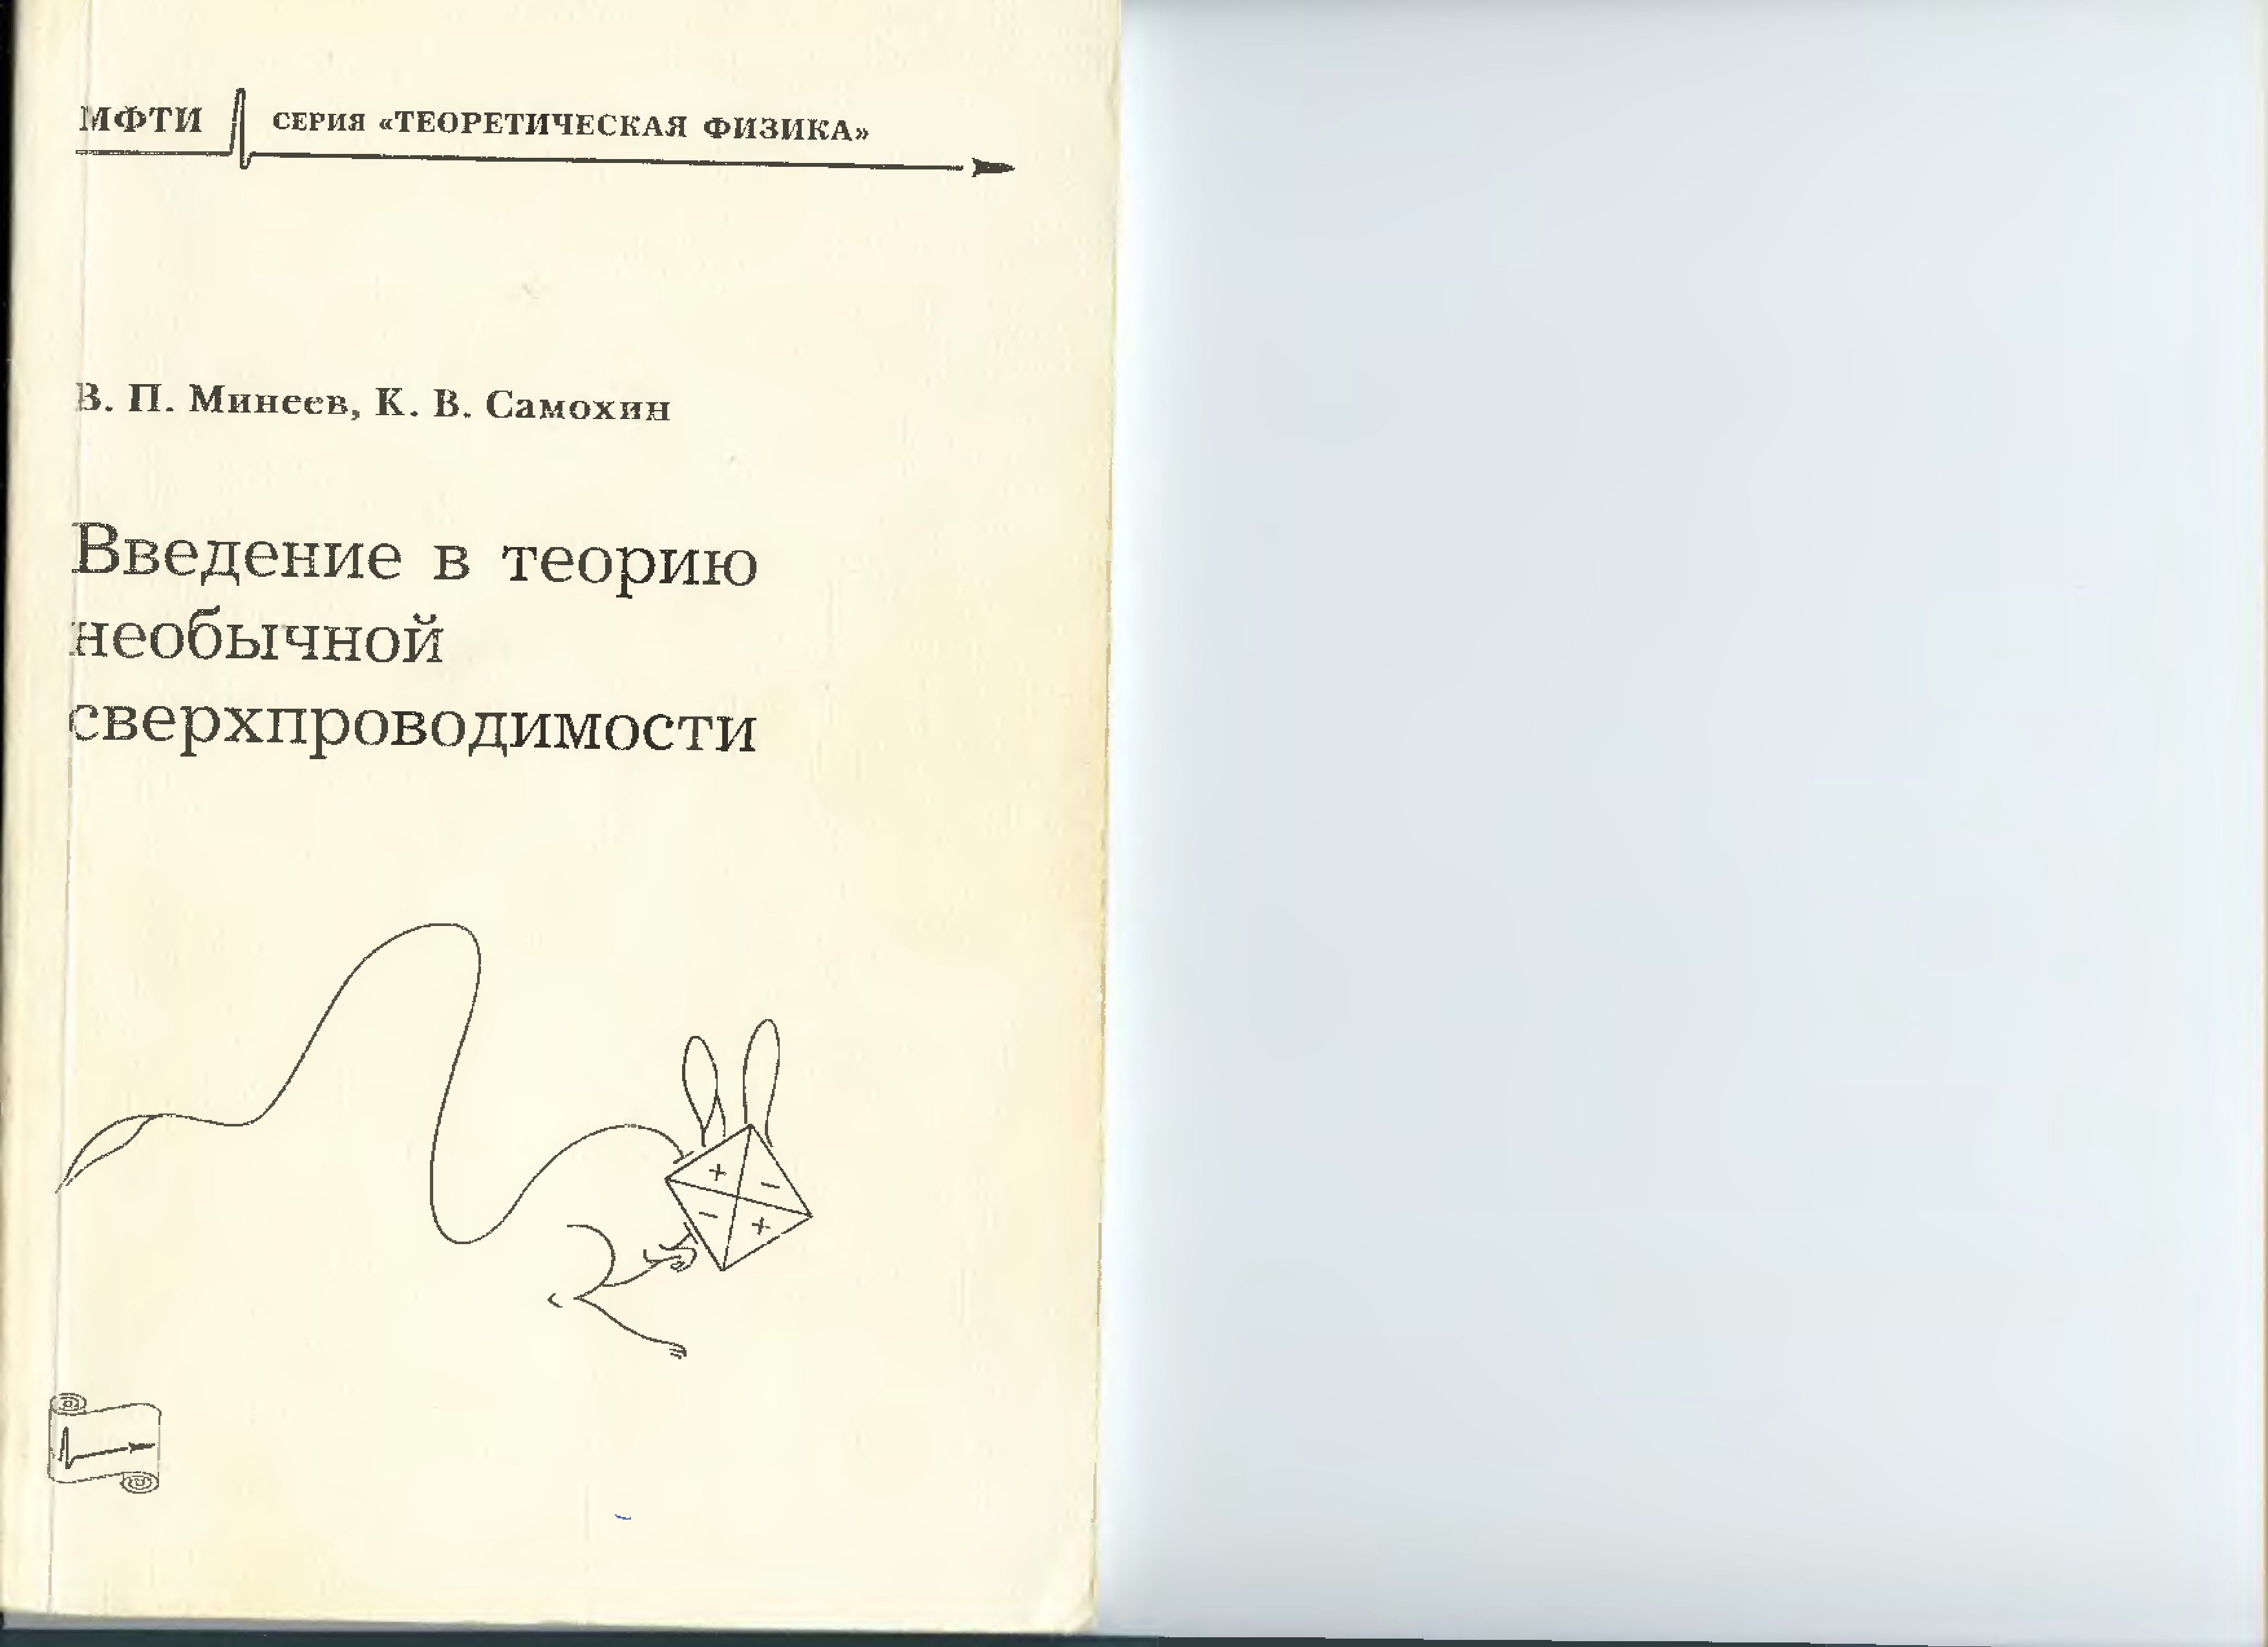 МФТИ СЕРИЯ «ТЕОРЕТИЧЕСКАЯ ФИЗИКА»
В. П. Минеев, К. В. Самохин
Введение в теорию
необычной
сверхпроводимости
+ −
− +